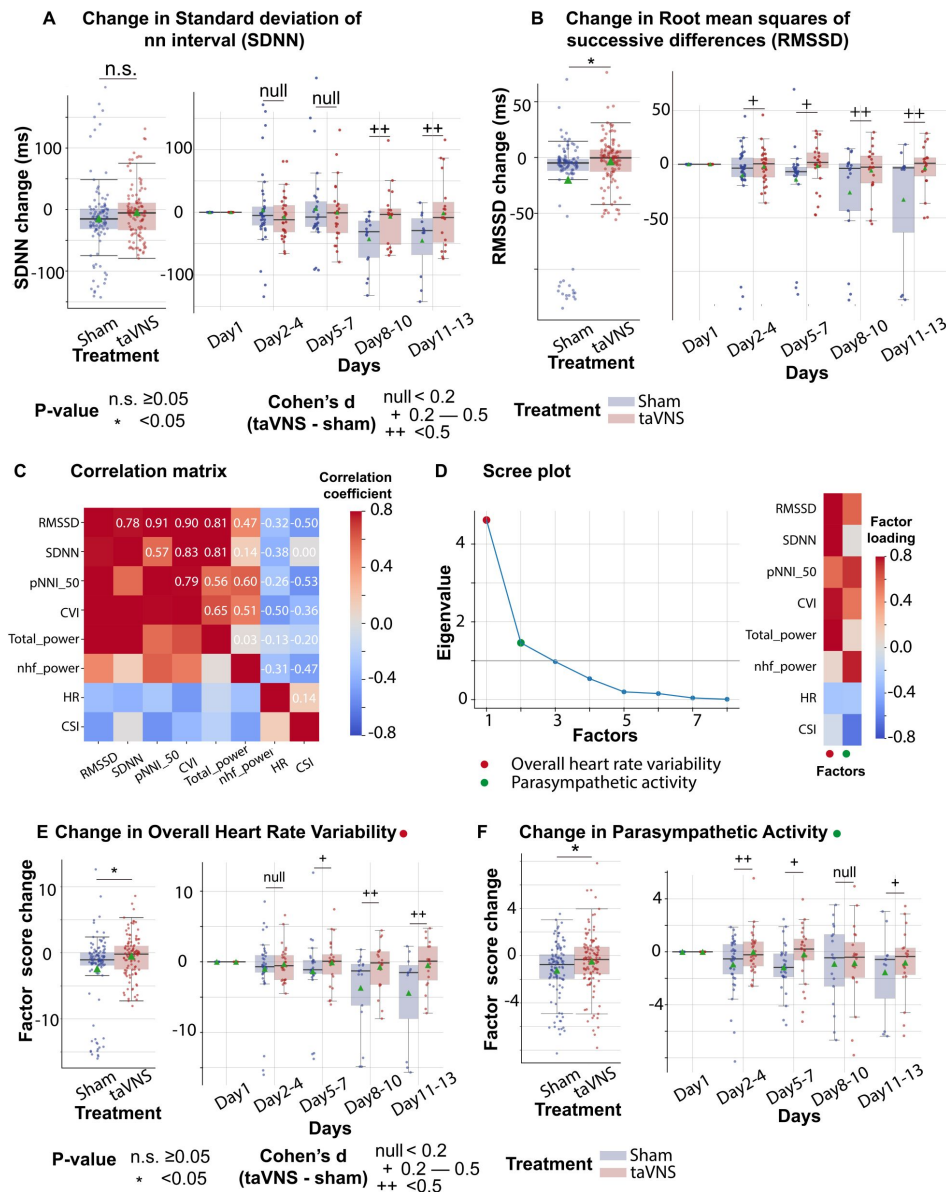 A Change in Standard deviation of
nn interval (SDNN)
n.s.
SDNN change (ms)
100
0
-100
Sham
taVNS
Treatment
null
null
++
++
100
0
-100
Day1
Day2-4
Day5-7
Day8-10
Day11-13
Days
B Change in Root mean squares of
successive differences (RMSSD)
*
RMSSD change (ms)
50
0
-50
Sham
taVNS
Treatment
+
+
++
++
50
0
-50
Day1
Day2-4
Day5-7
Day8-10
Day11-13
Days
P-value
n.s. ≥0.05
* <0.05
Cohen's d
(taVNS - sham)
null < 0.2
+ 0.2 — 0.5
++ <0.5
Treatment
Sham
taVNS
C Correlation matrix
Correlation
coefficient
RMSSD 0.78 0.91 0.90 0.81 0.47 -0.32 -0.50
SDNN 0.57 0.83 0.81 0.14 -0.38 0.00
pNNI_50 0.79 0.56 0.60 -0.26 -0.53
CVI 0.65 0.51 -0.50 -0.36
Total_power 0.03 -0.13 -0.20
nhf_power -0.31 -0.47
HR 0.14
CSI
RMSSD
SDNN
pNNI_50
CVI
Total_power
nhf_power
HR
CSI
0.8
0.4
0.0
-0.4
-0.8
D Scree plot
Eigenvalue
4
2
1
0
1 3 5 7
Factors
Overall heart rate variability
Parasympathetic activity
RMSSD
SDNN
pNNI_50
CVI
Total_power
nhf_power
HR
CSI
Factors
Factor
loading
0.8
0.4
0.0
-0.4
-0.8
E Change in Overall Heart Rate Variability
*
Factor score change
10
0
-10
Sham
taVNS
Treatment
null
+
++
++
10
0
-10
Day1
Day2-4
Day5-7
Day8-10
Day11-13
Days
F Change in Parasympathetic Activity
*
Factor score change
4
0
-4
Sham
taVNS
Treatment
++
+
null
+
4
0
-4
Day1
Day2-4
Day5-7
Day8-10
Day11-13
Days
P-value
n.s. ≥0.05
* <0.05
Cohen's d
(taVNS - sham)
null < 0.2
+ 0.2 — 0.5
++ <0.5
Treatment
Sham
taVNS